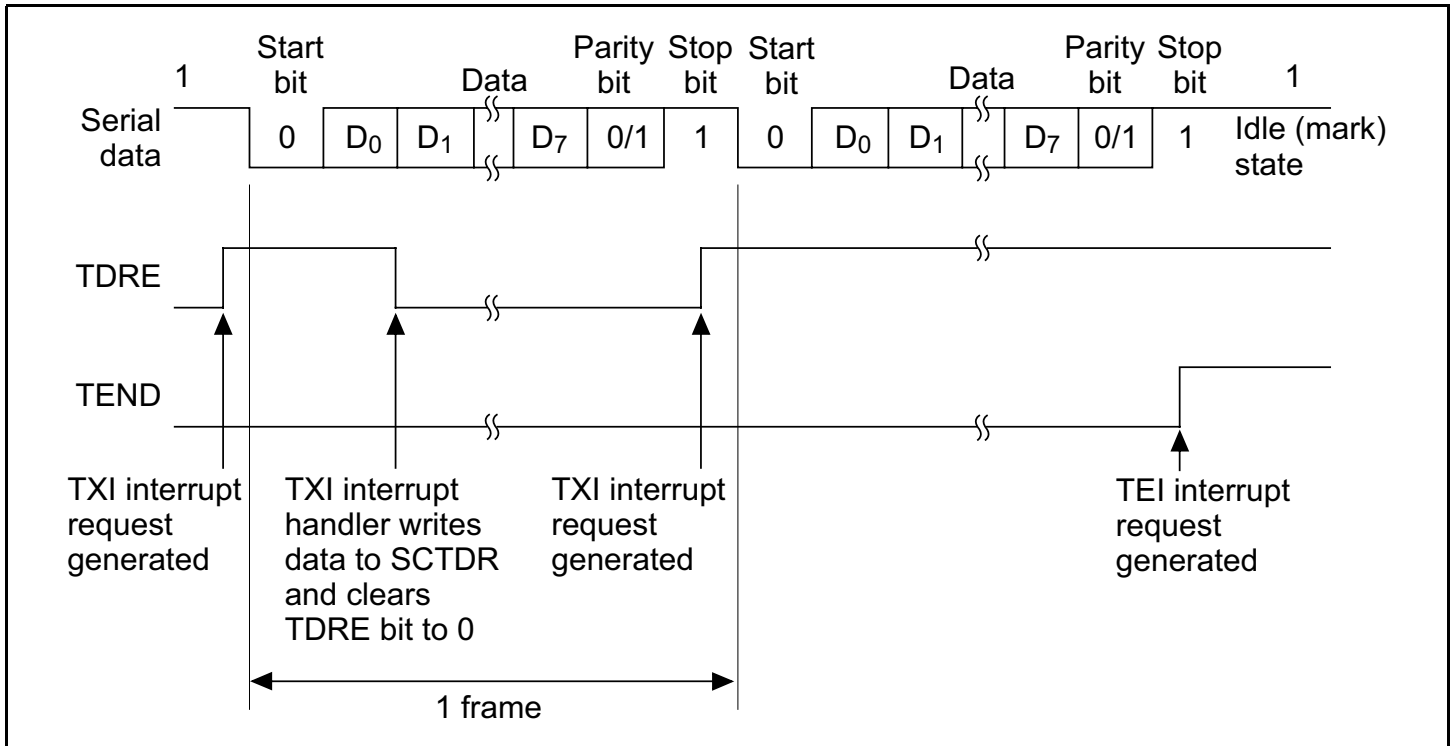 Start bit
Data
Parity bit
Stop bit
Start bit
Data
Parity bit
Stop bit
1
1
Serial data
0
D0
D1
D7
0/1
1
0
D0
D1
D7
0/1
1
Idle (mark) state
TDRE
TEND
TXI interrupt
request
generated
TXI interrupt
handler writes
data to SCTDR
and clears
TDRE bit to 0
TXI interrupt
request
generated
TEI interrupt
request
generated
1 frame